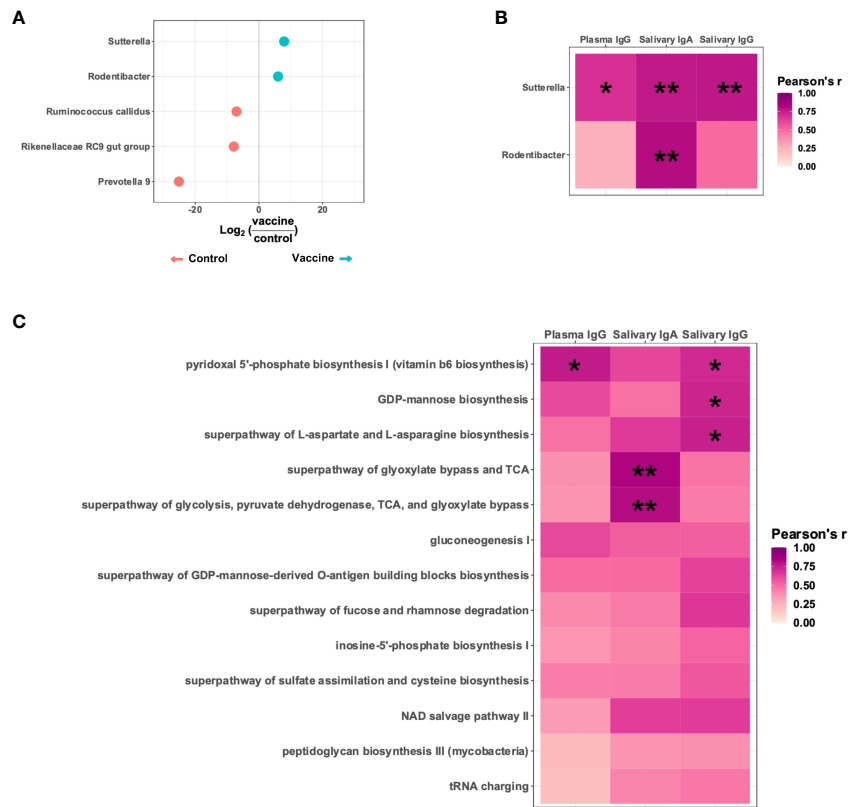 A
Sutterella
Rodentibacter
Ruminococcus callidus
Rikenellaceae RC9 gut group
Prevotella 9
-20 0 20
Log2 (vaccine/control)
← Control Vaccine →
B
Plasma IgG Salivary IgA Salivary IgG
Sutterella * ** **
Rodentibacter **
Pearson's r
1.00
0.75
0.50
0.25
0.00
C
Plasma IgG Salivary IgA Salivary IgG
pyridoxal 5'-phosphate biosynthesis I (vitamin b6 biosynthesis) * *
GDP-mannose biosynthesis *
superpathway of L-aspartate and L-asparagine biosynthesis *
superpathway of glyoxylate bypass and TCA **
superpathway of glycolysis, pyruvate dehydrogenase, TCA, and glyoxylate bypass **
gluconeogenesis I
superpathway of GDP-mannose-derived O-antigen building blocks biosynthesis
superpathway of fucose and rhamnose degradation
inosine-5'-phosphate biosynthesis I
superpathway of sulfate assimilation and cysteine biosynthesis
NAD salvage pathway II
peptidoglycan biosynthesis III (mycobacteria)
tRNA charging
Pearson's r
1.00
0.75
0.50
0.25
0.00